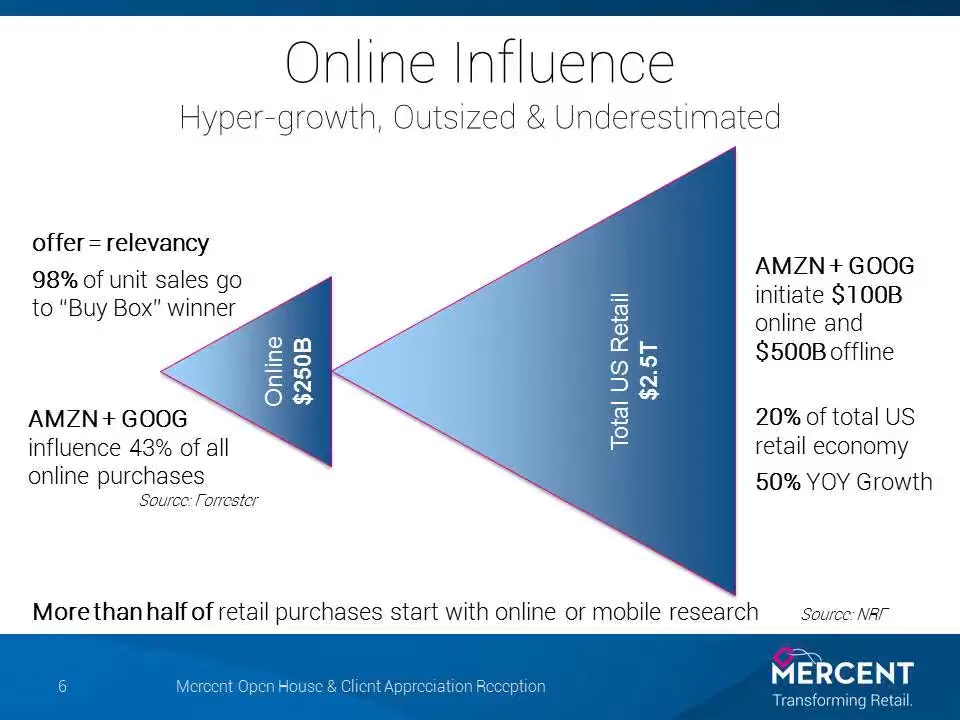 Online Influence
Hyper-growth, Outsized & Underestimated
offer = relevancy
98% of unit sales go
to “Buy Box” winner
AMZN + GOOG
influence 43% of all
online purchases
Source: Forrester
Online
$250B
Total US Retail
$2.5T
AMZN + GOOG
initiate $100B
online and
$500B offline
20% of total US
retail economy
50% YOY Growth
More than half of retail purchases start with online or mobile research
Source: NRF
6
Mercent Open House & Client Appreciation Reception
MERCENT
Transforming Retail.